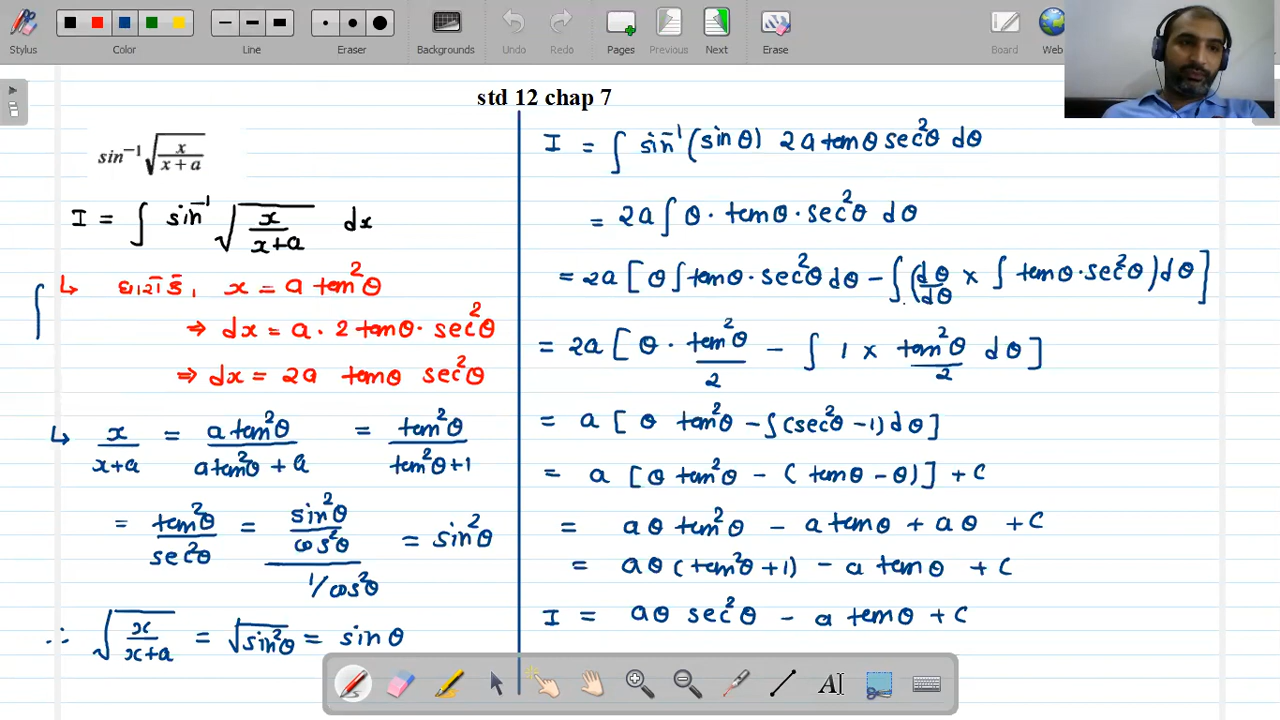 Stylus Color Line Eraser Backgrounds Undo Redo Pages Previous Next Erase Board Web
std 12 chap 7
sin⁻¹ √(x/(x+a))
I = ∫ sin⁻¹ √(x/(x+a)) dx
↳ x = a tan²θ
⇒ dx = a · 2 tanθ · sec²θ
⇒ dx = 2a tanθ sec²θ
↳ x/(x+a) = a tan²θ/(a tan²θ + a) = tan²θ/(tan²θ+1)
= tan²θ/sec²θ = (sin²θ/cos²θ)/(1/cos²θ) = sin²θ
∴ √(x/(x+a)) = √sin²θ = sin θ
I = ∫ sin⁻¹(sin θ) 2a tanθ sec²θ dθ
= 2a ∫ θ · tanθ · sec²θ dθ
= 2a [ θ ∫ tanθ · sec²θ dθ - ∫ (dθ/dθ × ∫ tanθ · sec²θ) dθ ]
= 2a [ θ · tan²θ/2 - ∫ 1 × tan²θ/2 dθ ]
= a [ θ tan²θ - ∫(sec²θ - 1) dθ ]
= a [ θ tan²θ - ( tanθ - θ) ] + C
= aθ tan²θ - a tanθ + aθ + C
= aθ (tan²θ + 1) - a tanθ + C
I = aθ sec²θ - a tanθ + C